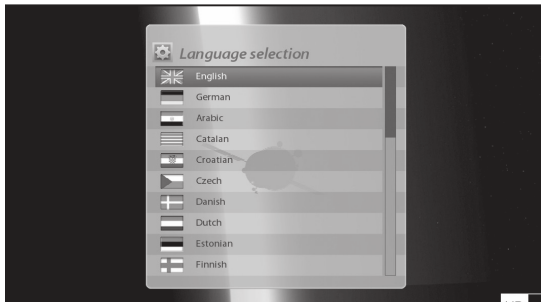 Language selection
English
German
Arabic
Catalan
Croatian
Czech
Danish
Dutch
Estonian
Finnish